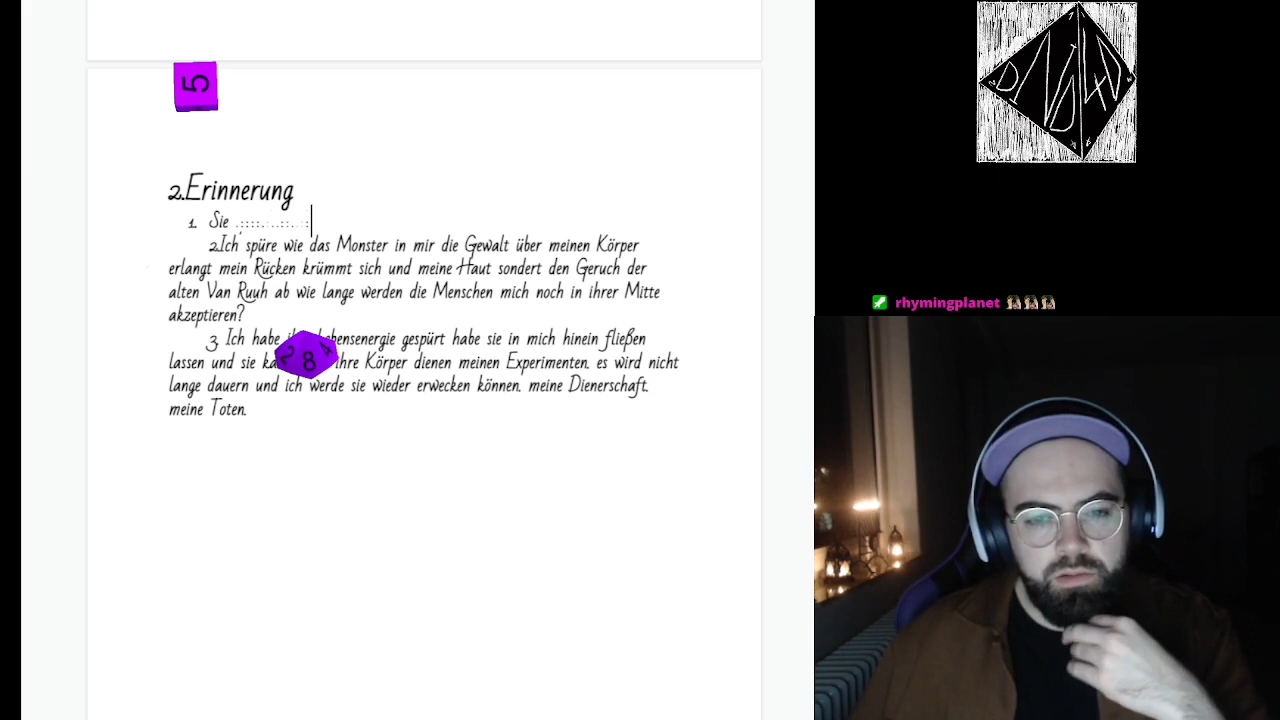 5
2.Erinnerung
1. Sie
2.Ich spüre wie das Monster in mir die Gewalt über meinen Körper
erlangt mein Rücken krümmt sich und meine Haut sondert den Geruch der
alten Van Ruuh ab wie lange werden die Menschen mich noch in ihrer Mitte
akzeptieren?
3. Ich habe gespürt habe sie in mich hinein fließen
lassen und sie Körper dienen meinen Experimenten. es wird nicht
lange dauern und ich werde sie wieder erwecken können. meine Dienerschaft.
meine Toten.
2 8 4
rhymingplanet